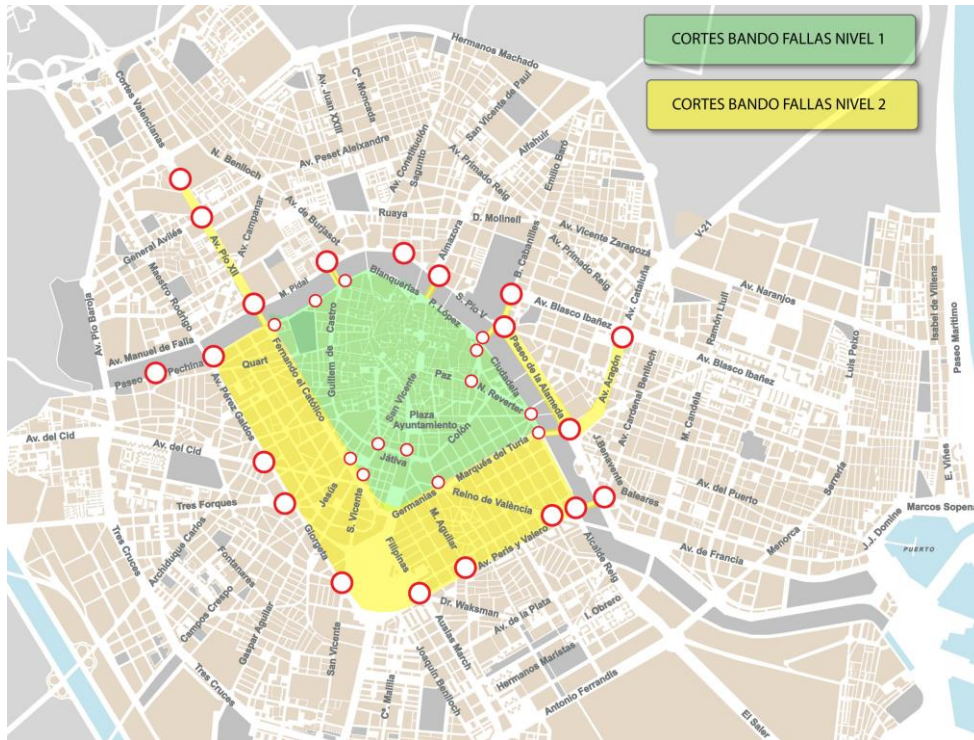 CORTES BANDO FALLAS NIVEL 1
CORTES BANDO FALLAS NIVEL 2
Hermanos Machado
Cortes Valencianas
Av. Juan XXIII
Cº. Moncada
San Vicente de Paul
Alfahuir
Emilio Baró
N. Benlloch
Av. Peset Aleixandre
Av. Constitución
Sagunto
Av. Primado Reig
Av. Campanar
Av. de Burjasot
Ruaya
D. Molinell
Av. Vicente Zaragozá
V-21
General Avilés
Av. Pío XII
Almazora
B. Cabanilles
Av. Primado Reig
Av. Cataluña
Av. Naranjos
Isabel de Villena
Paseo Marítimo
Maestro Rodrigo
M. Pidal
Blanquerías
P. López
S. Pío V
Av. Blasco Ibañez
Ramón Llull
Av. Pío Baroja
Av. Manuel de Falla
Paseo Pechina
Quart
Guillem de Castro
Fernando el Católico
San Vicente
Paz
Ciudadela
N. Reverter
Paseo de la Alameda
Av. Aragón
Av. Cardenal Benlloch
Av. Blasco Ibañez
Luis Peixo
M. Candela
Av. Pérez Galdos
Plaza
Ayuntamiento
Colón
Av. del Cid
Av. del Cid
Játiva
Marqués del Turia
J. Benavente
Serrería
E. Viñes
Jesús
S. Vicente
Germanías
Reino de València
Baleares
Av. del Puerto
Tres Forques
M. Aguilar
Marcos Sopena
J.J. Domine
Tres Cruces
Archiduque Carlos
Fontanares
Giorgeta
Filipinas
Av. Peris y Valero
Alcalde Reig
Av. de Francia
Menorca
PUERTO
Campos Crespo
Gaspar Aguilar
Dr. Waksman
Av. de la Plata
I. Obrero
San Vicente
Ausias March
Joaquin Benlloch
Hermanos Maristas
Tres Cruces
Cº. Malilla
Antonio Ferrandis
El Saler